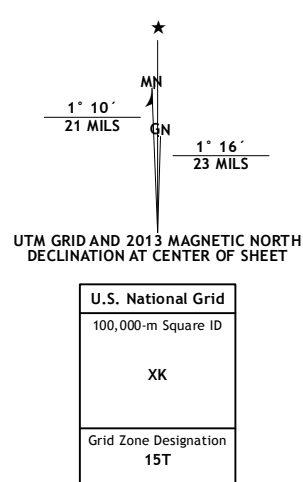 MN
1° 10´
21 MILS
GN
1° 16´
23 MILS
UTM GRID AND 2013 MAGNETIC NORTH
DECLINATION AT CENTER OF SHEET
U.S. National Grid
100,000-m Square ID
XK
Grid Zone Designation
15T